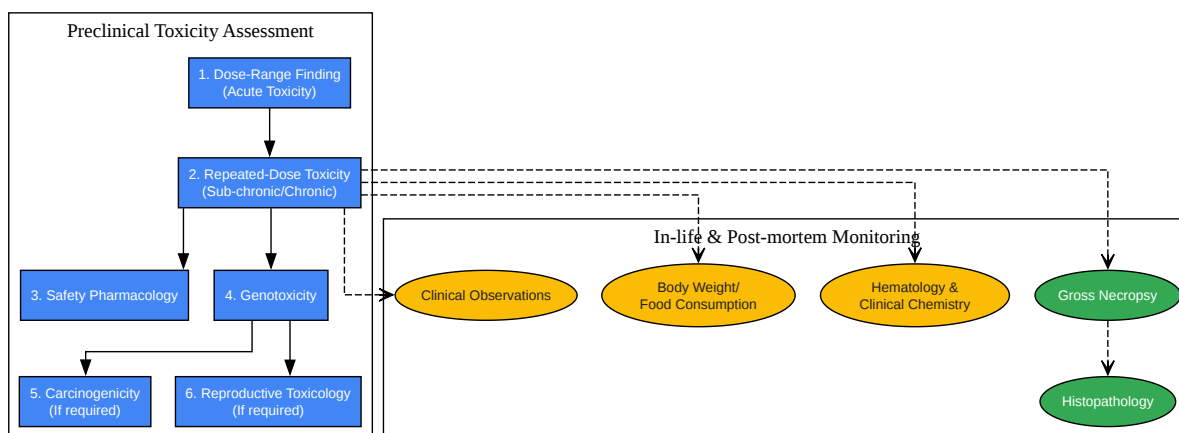 Preclinical Toxicity Assessment
1. Dose-Range Finding
(Acute Toxicity)
2. Repeated-Dose Toxicity
(Sub-chronic/Chronic)
3. Safety Pharmacology
4. Genotoxicity
5. Carcinogenicity
(If required)
6. Reproductive Toxicology
(If required)
In-life & Post-mortem Monitoring
Clinical Observations
Body Weight/
Food Consumption
Hematology &
Clinical Chemistry
Gross Necropsy
Histopathology